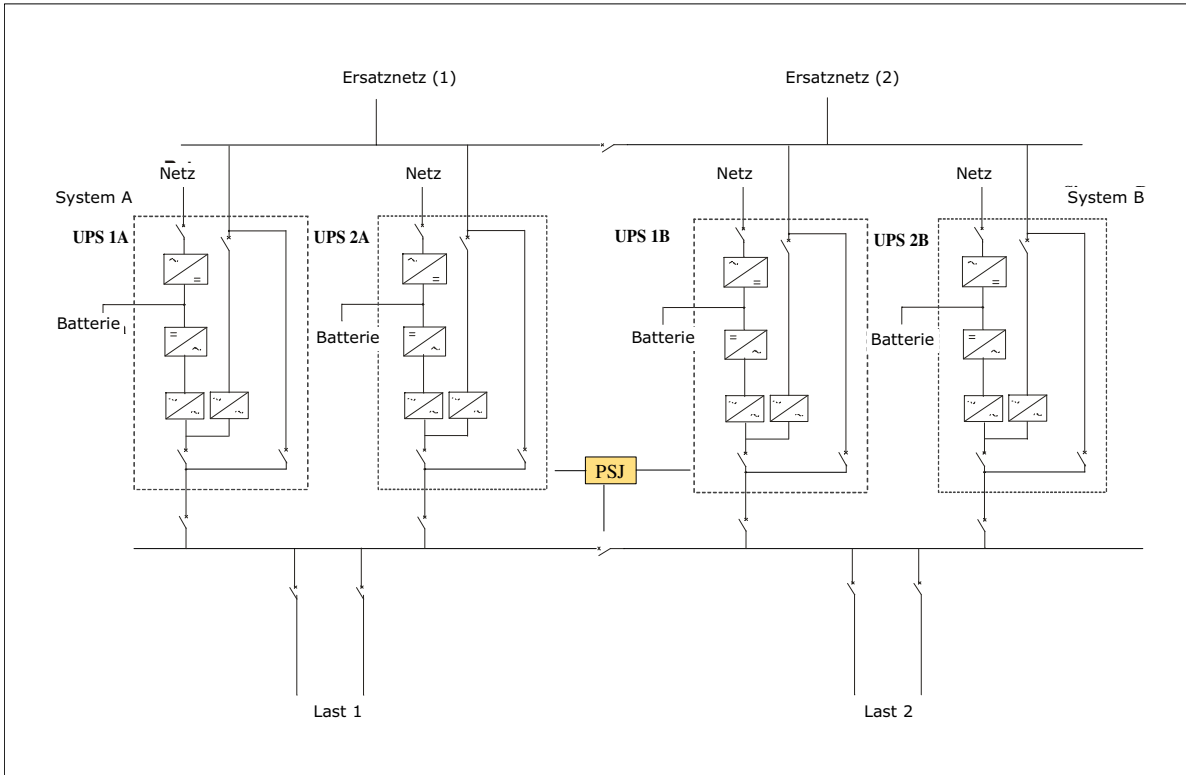 Ersatznetz (1)
Ersatznetz (2)
Netz
Netz
Netz
Netz
System A
System B
UPS 1A
UPS 2A
UPS 1B
UPS 2B
Batterie
Batterie
Batterie
Batterie
PSJ
Last 1
Last 2